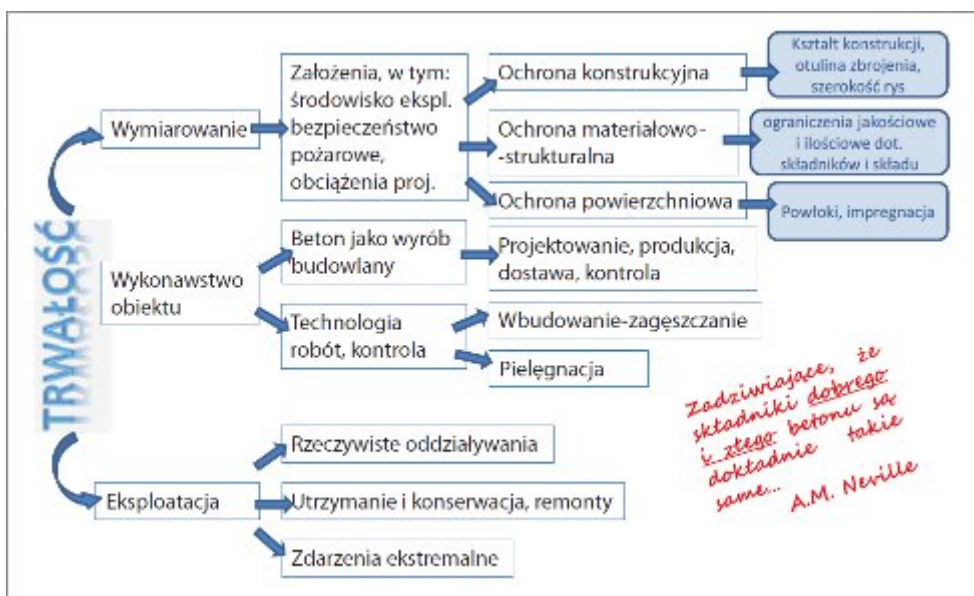 TRWAŁOŚĆ
Wymiarowanie
Założenia, w tym:
środowisko ekspl.
bezpieczeństwo
pożarowe,
obciążenia proj.
Ochrona konstrukcyjna
Kształt konstrukcji,
otulina zbrojenia,
szerokość rys
Ochrona materiałowo-
-strukturalna
ograniczenia jakościowe
i ilościowe dot.
składników i składu
Ochrona powierzchniowa
Powłoki, impregnacja
Wykonawstwo
obiektu
Beton jako wyrób
budowlany
Projektowanie, produkcja,
dostawa, kontrola
Technologia
robót, kontrola
Wbudowanie-zagęszczanie
Pielęgnacja
Eksploatacja
Rzeczywiste oddziaływania
Utrzymanie i konserwacja, remonty
Zdarzenia ekstremalne
Zadziwiające, że
składniki dobrego
i złego betonu są
dokładnie takie
same...
A.M. Neville